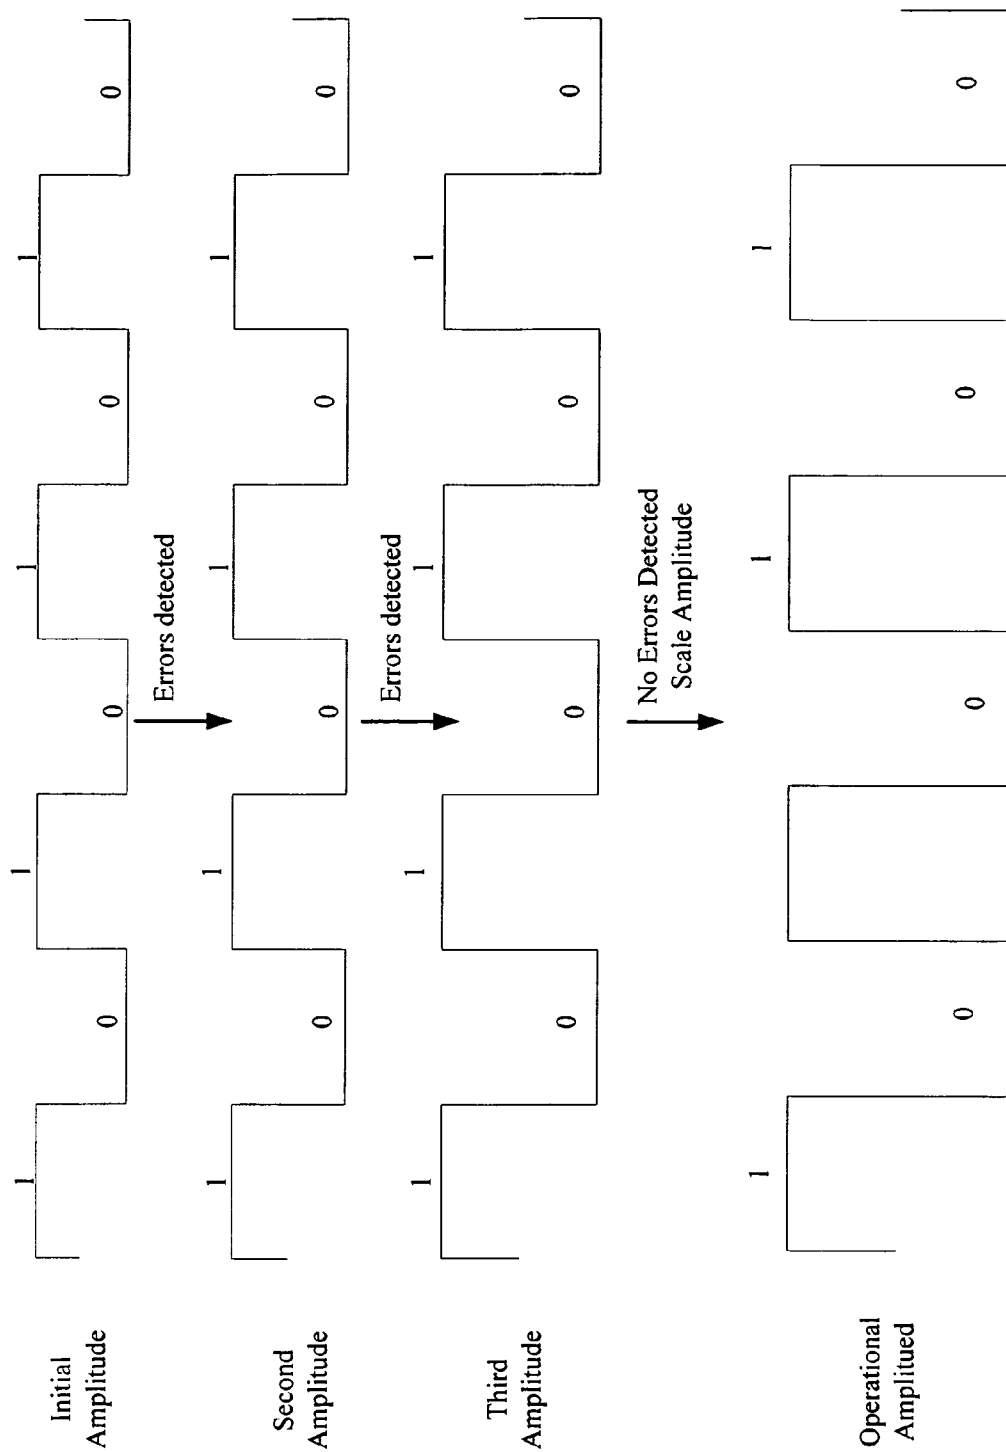 1 1 1 1
Initial
Amplitude
0 0 0 0
Errors detected
1 1 1 1
Second
Amplitude
0 0 0 0
Errors detected
1 1 1 1
Third
Amplitude
0 0 0 0
No Errors Detected
Scale Amplitude
1 1 1
Operational
Amplitued
0 0 0 0